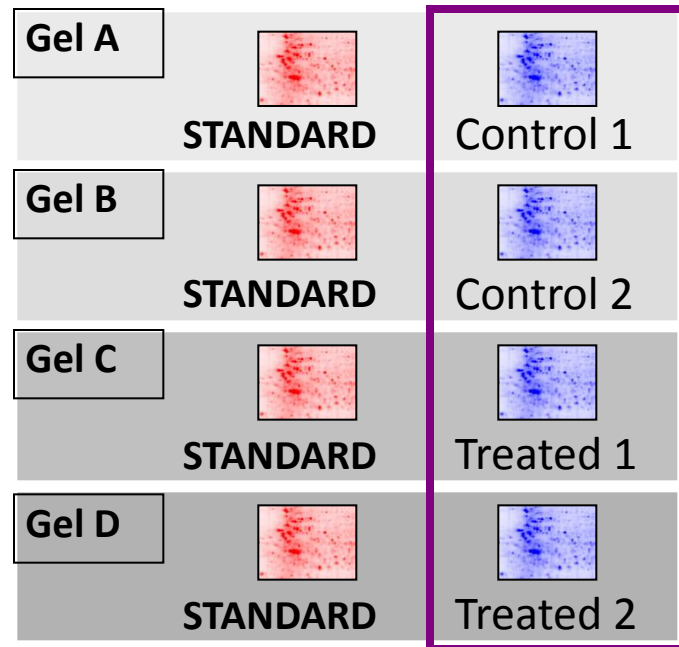 Gel A
STANDARD Control 1
Gel B
STANDARD Control 2
Gel C
STANDARD Treated 1
Gel D
STANDARD Treated 2